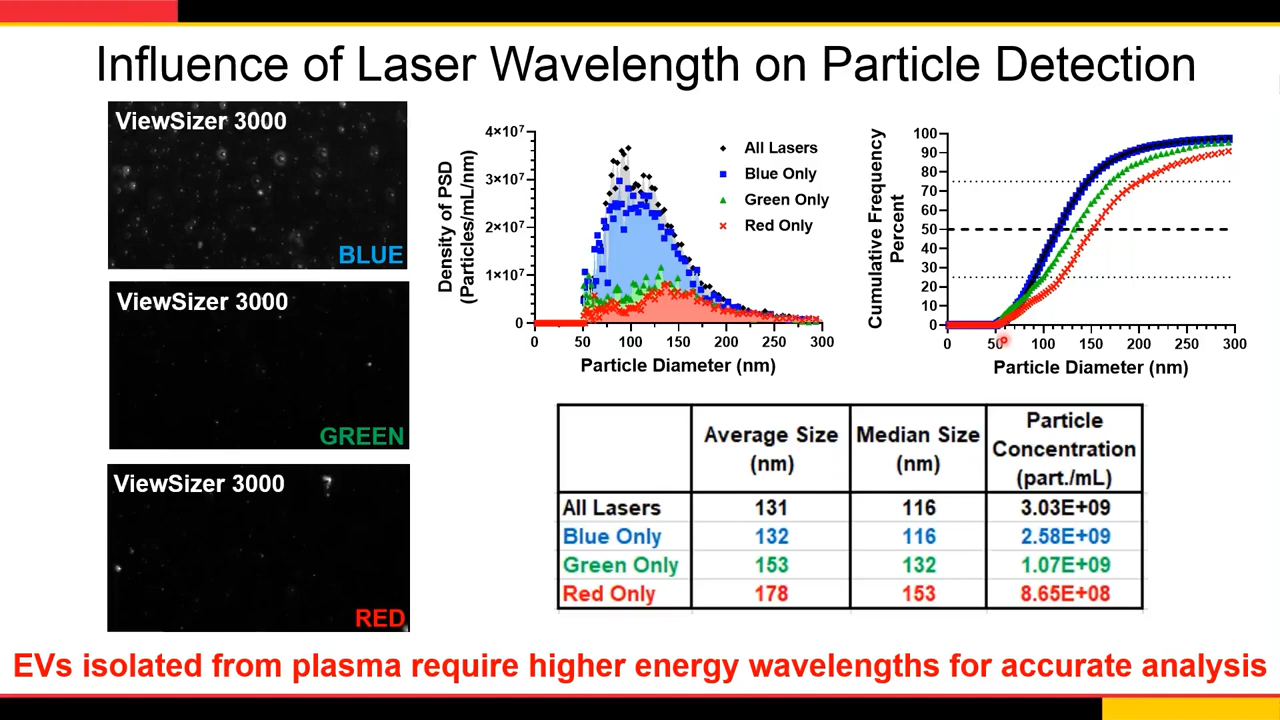 Influence of Laser Wavelength on Particle Detection
ViewSizer 3000
BLUE
ViewSizer 3000
GREEN
ViewSizer 3000
RED
Density of PSD
(Particles/mL/nm)
4×10⁷
3×10⁷
2×10⁷
1×10⁷
0
0 50 100 150 200 250 300
Particle Diameter (nm)
All Lasers
Blue Only
Green Only
Red Only
Cumulative Frequency
Percent
100
90
80
70
60
50
40
30
20
10
0
0 50 100 150 200 250 300
Particle Diameter (nm)
Average Size (nm) Median Size (nm) Particle Concentration (part./mL)
All Lasers 131 116 3.03E+09
Blue Only 132 116 2.58E+09
Green Only 153 132 1.07E+09
Red Only 178 153 8.65E+08
EVs isolated from plasma require higher energy wavelengths for accurate analysis